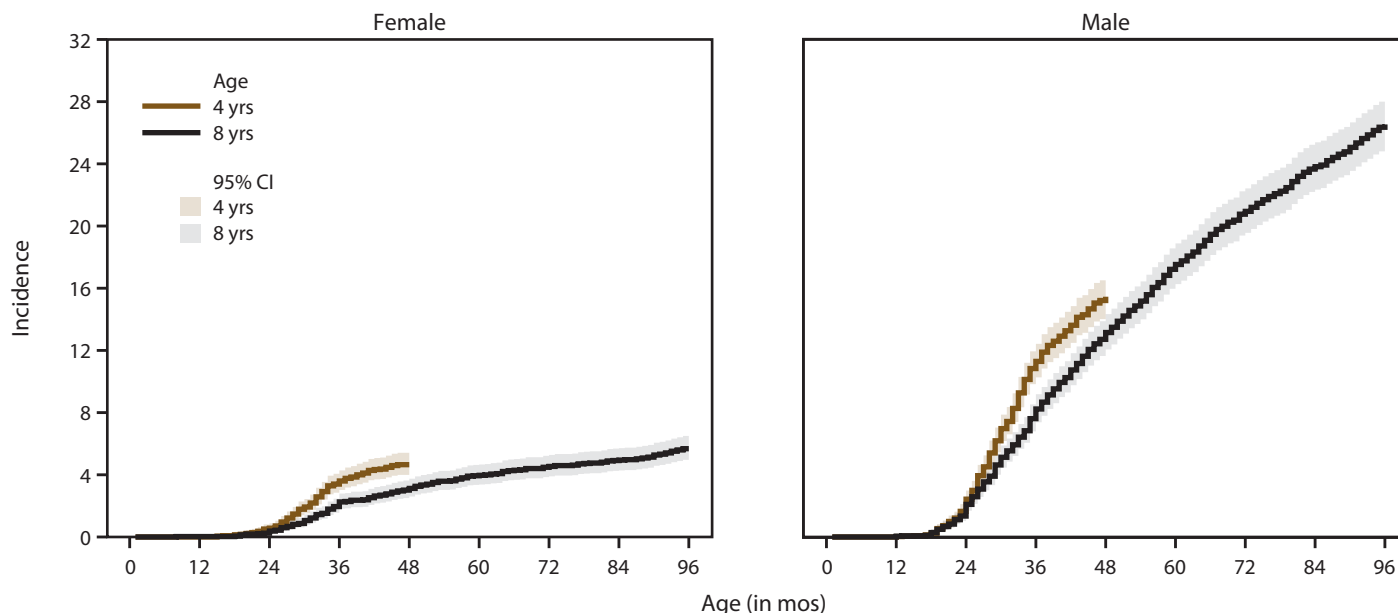 Female
Male
32
28
24
20
16
12
8
4
0
Incidence
Age
4 yrs
8 yrs
95% CI
4 yrs
8 yrs
0 12 24 36 48 60 72 84 96
0 12 24 36 48 60 72 84 96
Age (in mos)